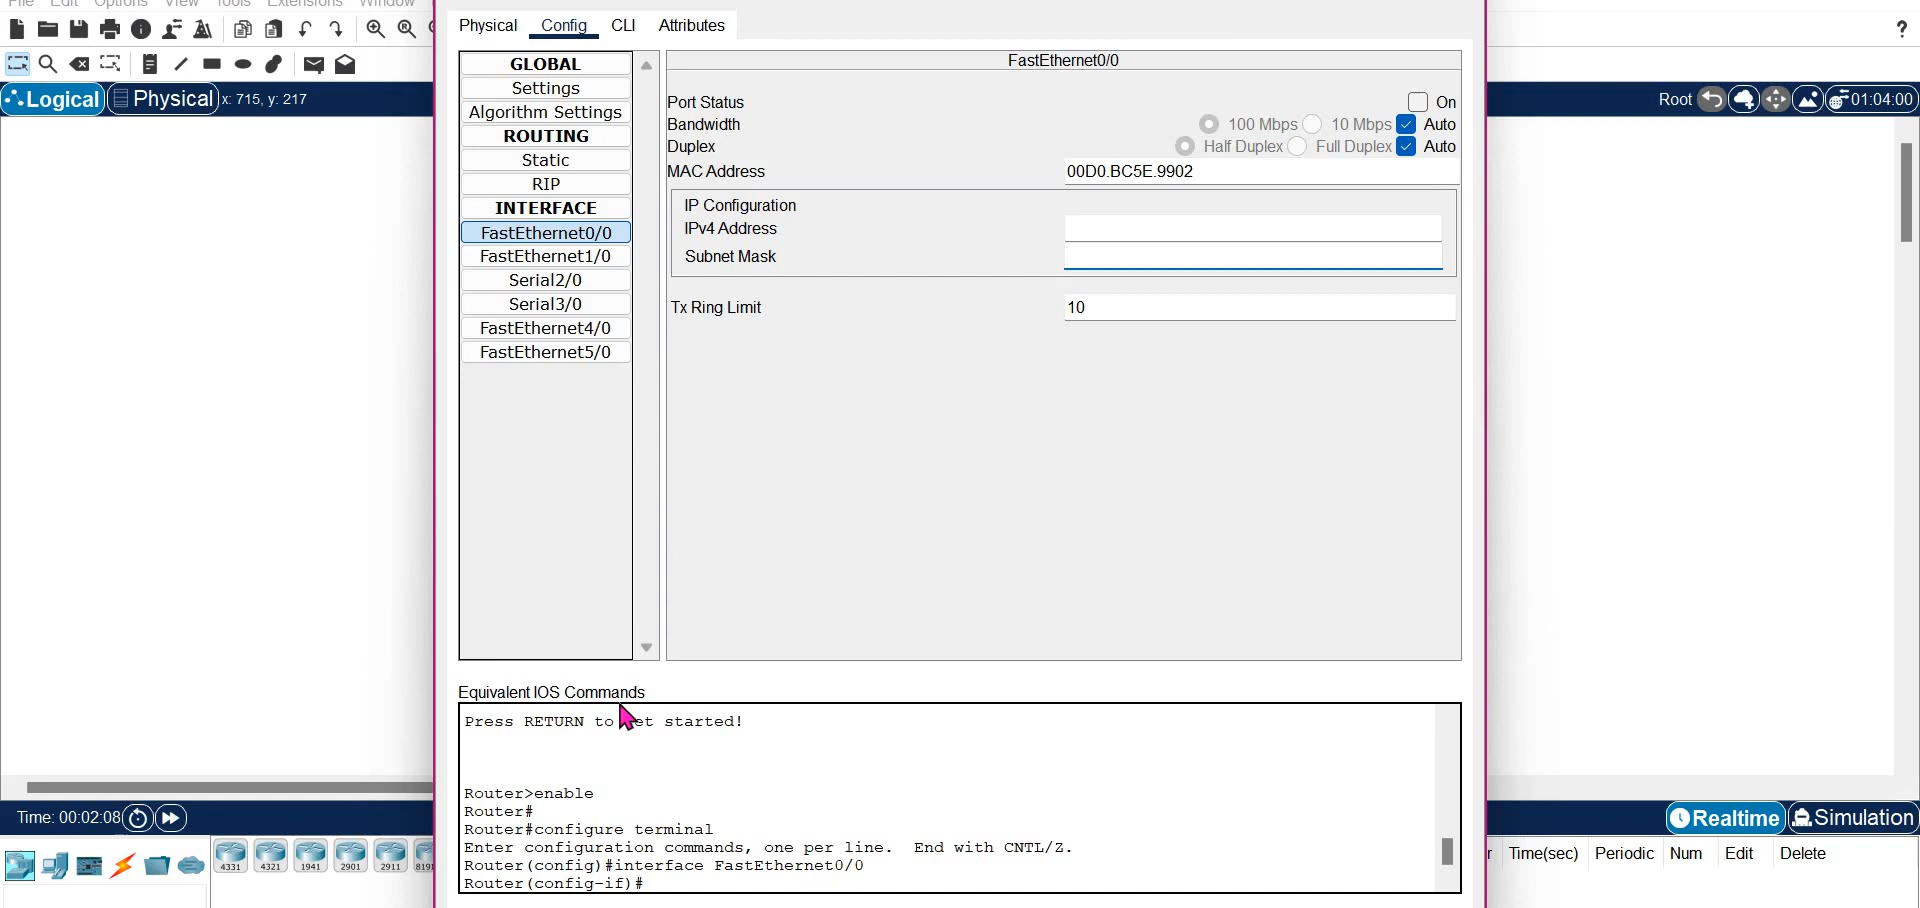 File Edit Options View Tools Extensions Window
Physical Config CLI Attributes
?
Logical Physical x: 715, y: 217
Root 01:04:00
GLOBAL
Settings
Algorithm Settings
ROUTING
Static
RIP
INTERFACE
FastEthernet0/0
FastEthernet1/0
Serial2/0
Serial3/0
FastEthernet4/0
FastEthernet5/0
FastEthernet0/0
Port Status On
Bandwidth 100 Mbps 10 Mbps Auto
Duplex Half Duplex Full Duplex Auto
MAC Address 00D0.BC5E.9902
IP Configuration
IPv4 Address
Subnet Mask
Tx Ring Limit 10
Equivalent IOS Commands
Press RETURN to et started!
Router>enable
Router#
Router#configure terminal
Enter configuration commands, one per line. End with CNTL/Z.
Router(config)#interface FastEthernet0/0
Router(config-if)#
Time: 00:02:08
Realtime Simulation
4331 4321 1941 2901 2911
Time(sec) Periodic Num Edit Delete